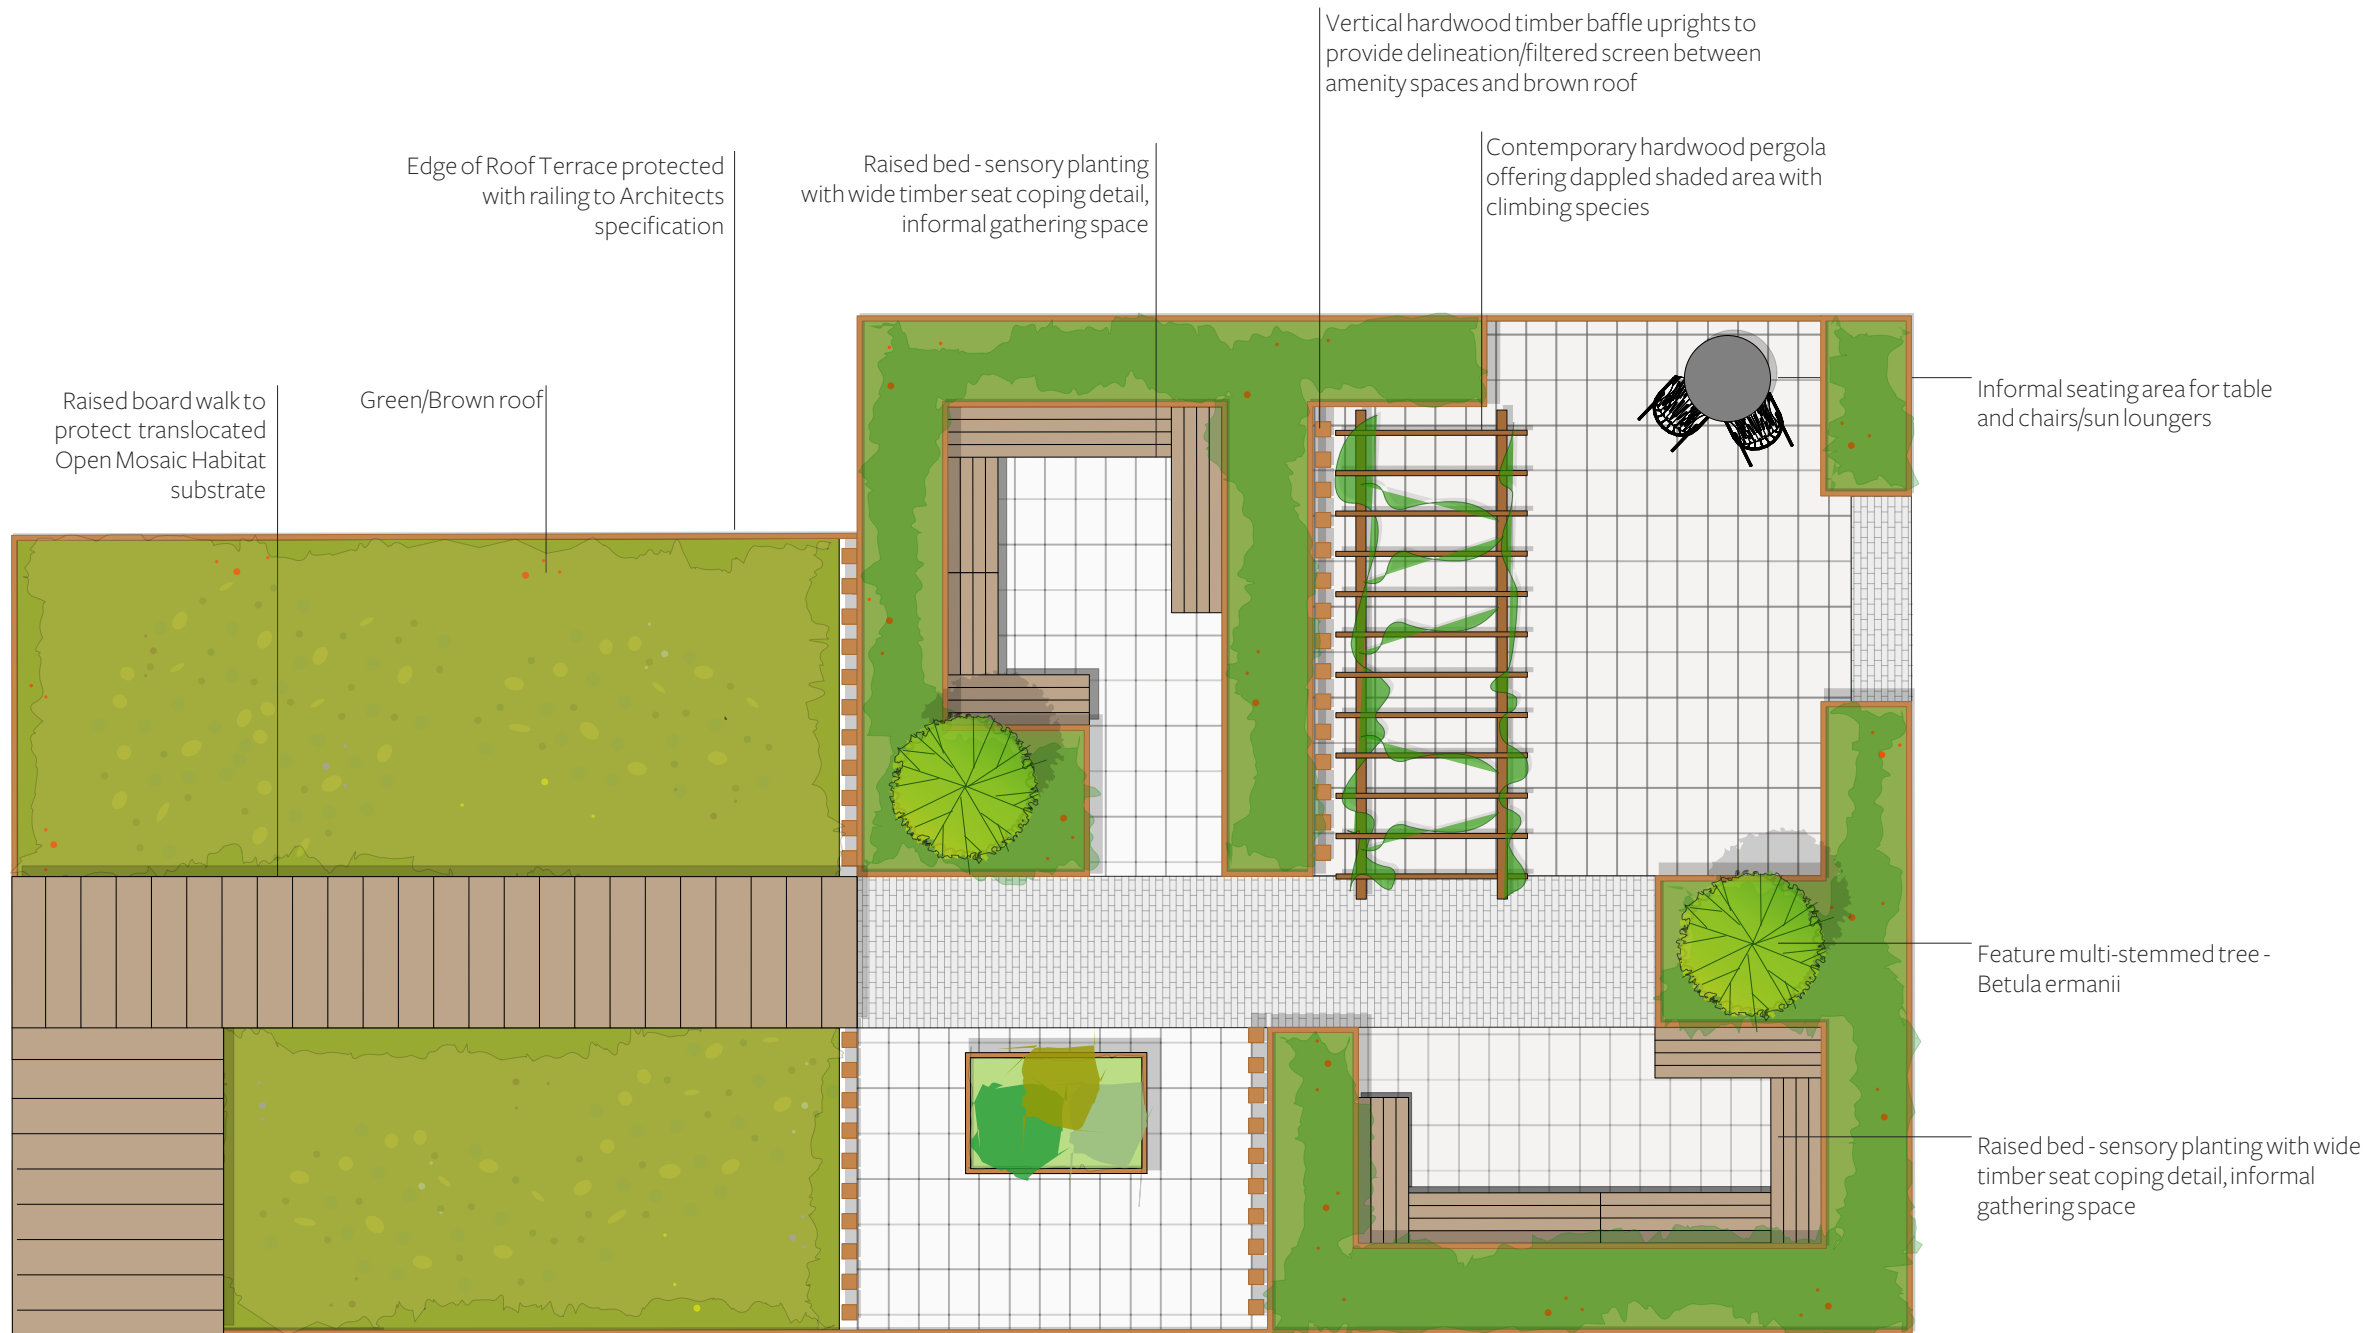 Vertical hardwood timber baffle uprights to
provide delineation/filtered screen between
amenity spaces and brown roof
Contemporary hardwood pergola
offering dappled shaded area with
climbing species
Edge of Roof Terrace protected
with railing to Architects
specification
Raised bed - sensory planting
with wide timber seat coping detail,
informal gathering space
Raised board walk to
protect translocated
Open Mosaic Habitat
substrate
Green/Brown roof
Informal seating area for table
and chairs/sun loungers
Feature multi-stemmed tree -
Betula ermanii
Raised bed - sensory planting with wide
timber seat coping detail, informal
gathering space